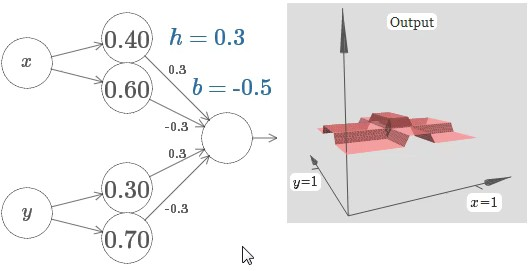 x
0.40
0.60
h = 0.3
0.3
b = -0.5
-0.3
0.3
y
0.30
0.70
-0.3
Output
y=1
x=1